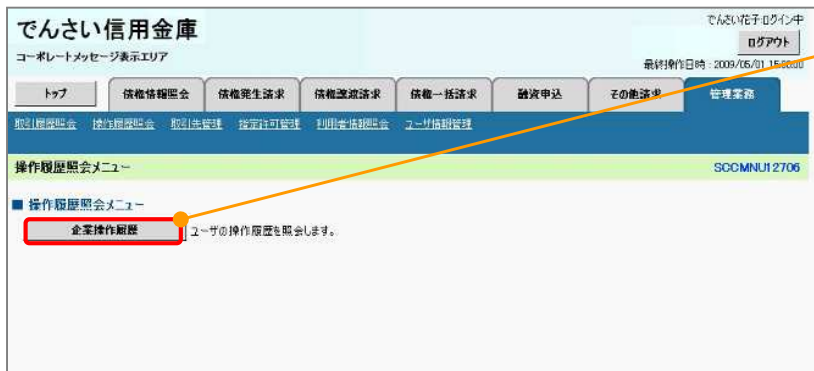 でんさい信用金庫
コーポレートメッセージ表示エリア
でんさい花子ログイン中
ログアウト
最終操作日時：2009/05/01 15:00:00
トップ 債権情報照会 債権発生請求 債権譲渡請求 債権一括請求 融資申込 その他請求 管理業務
取引履歴照会 操作履歴照会 取引先管理 指定許可管理 利用者情報照会 ユーザ情報管理
操作履歴照会メニュー SCCMNU12706
■ 操作履歴照会メニュー
企業操作履歴 ユーザの操作履歴を照会します。